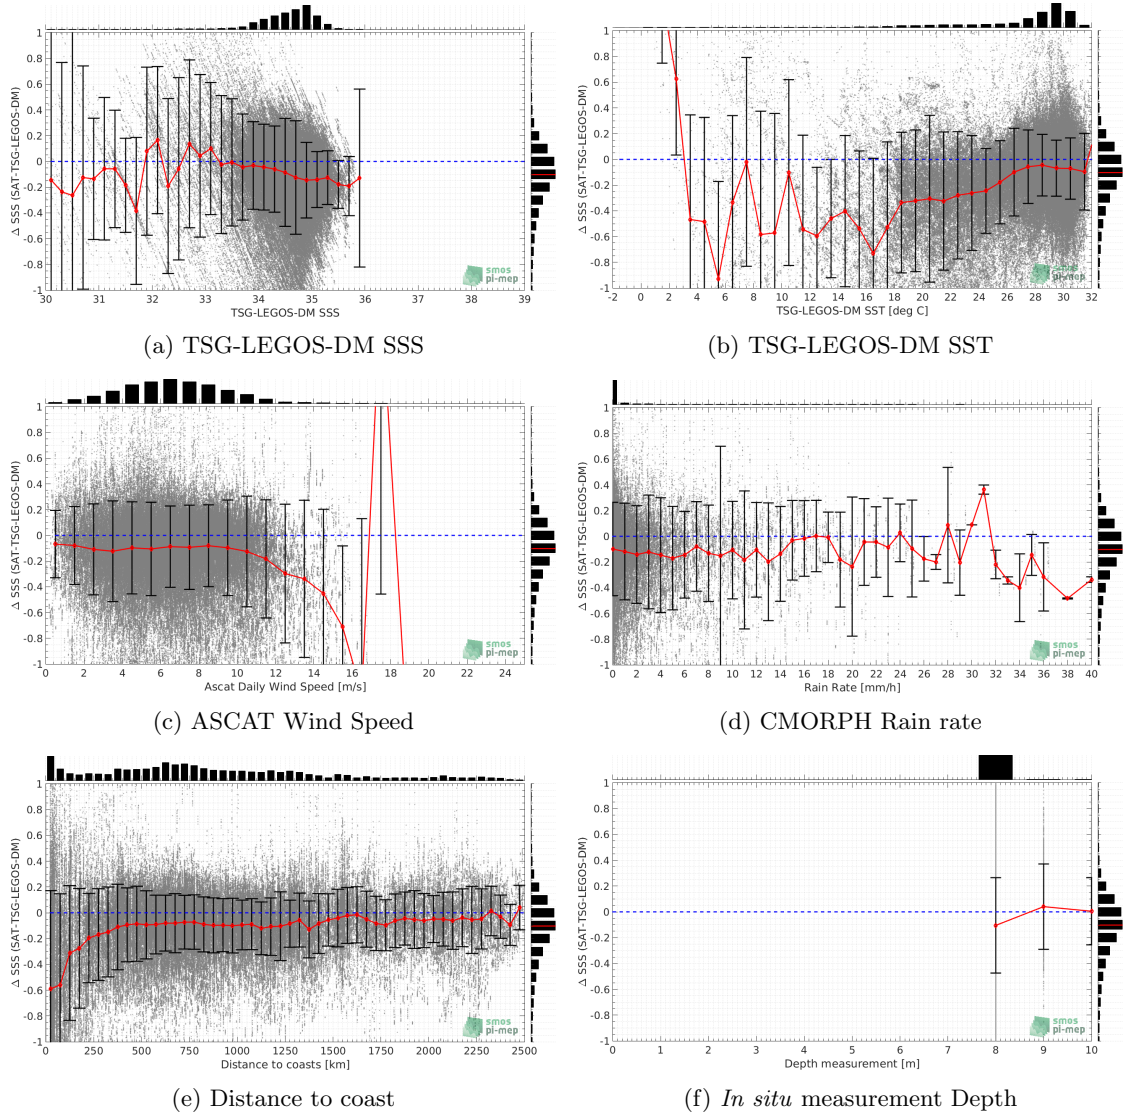 Δ SSS (SAT-TSG-LEGOS-DM)
1
0.8
0.6
0.4
0.2
0
-0.2
-0.4
-0.6
-0.8
-1
30 31 32 33 34 35 36 37 38 39
TSG-LEGOS-DM SSS
smos
pi-mep
(a) TSG-LEGOS-DM SSS
Δ SSS (SAT-TSG-LEGOS-DM)
1
0.8
0.6
0.4
0.2
0
-0.2
-0.4
-0.6
-0.8
-1
-2 0 2 4 6 8 10 12 14 16 18 20 22 24 26 28 30 32
TSG-LEGOS-DM SST [deg C]
smos
pi-mep
(b) TSG-LEGOS-DM SST
Δ SSS (SAT-TSG-LEGOS-DM)
1
0.8
0.6
0.4
0.2
0
-0.2
-0.4
-0.6
-0.8
-1
0 2 4 6 8 10 12 14 16 18 20 22 24
Ascat Daily Wind Speed [m/s]
smos
pi-mep
(c) ASCAT Wind Speed
Δ SSS (SAT-TSG-LEGOS-DM)
1
0.8
0.6
0.4
0.2
0
-0.2
-0.4
-0.6
-0.8
-1
0 2 4 6 8 10 12 14 16 18 20 22 24 26 28 30 32 34 36 38 40
Rain Rate [mm/h]
smos
pi-mep
(d) CMORPH Rain rate
Δ SSS (SAT-TSG-LEGOS-DM)
1
0.8
0.6
0.4
0.2
0
-0.2
-0.4
-0.6
-0.8
-1
0 250 500 750 1000 1250 1500 1750 2000 2250 2500
Distance to coasts [km]
smos
pi-mep
(e) Distance to coast
Δ SSS (SAT-TSG-LEGOS-DM)
1
0.8
0.6
0.4
0.2
0
-0.2
-0.4
-0.6
-0.8
-1
0 1 2 3 4 5 6 7 8 9 10
Depth measurement [m]
smos
pi-mep
(f) In situ measurement Depth